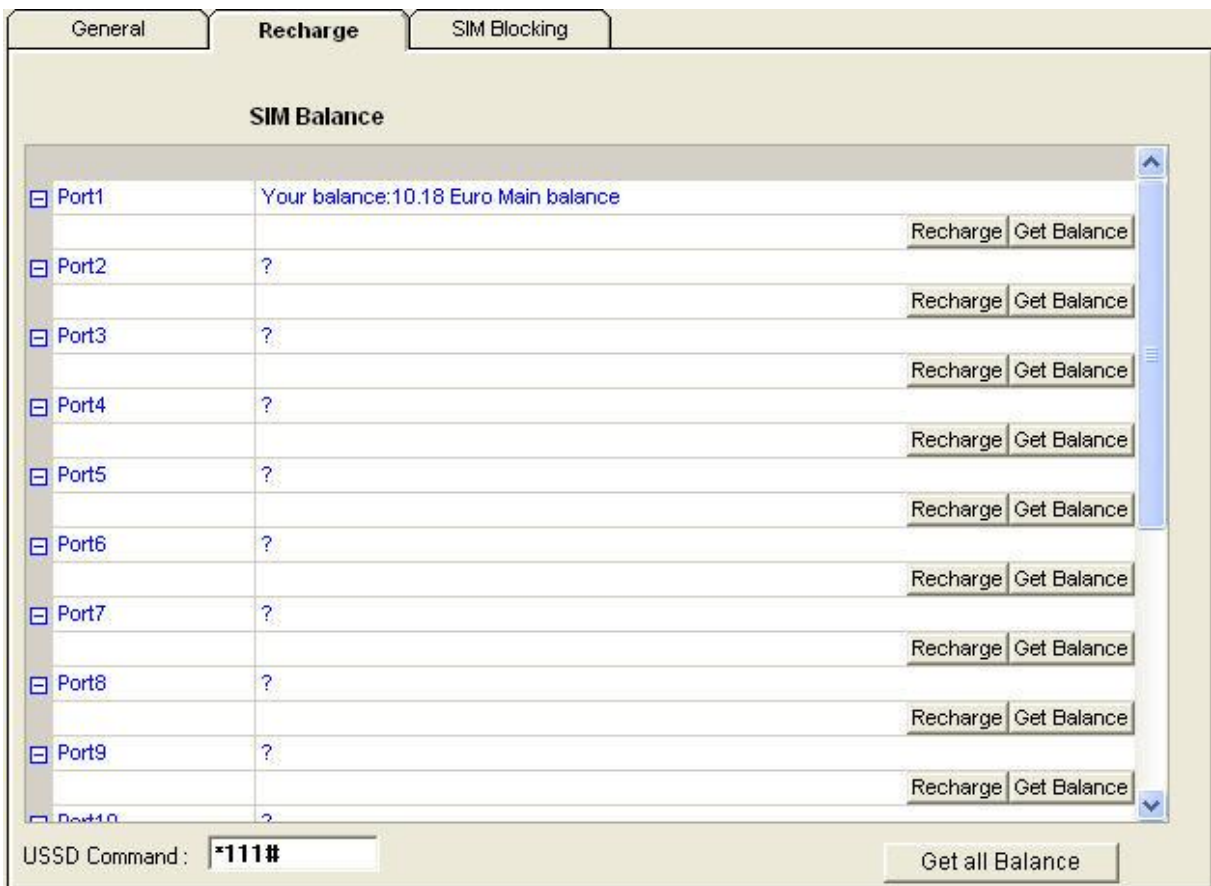 General Recharge SIM Blocking
SIM Balance
Port1 Your balance:10.18 Euro Main balance
Recharge Get Balance
Port2 ?
Recharge Get Balance
Port3 ?
Recharge Get Balance
Port4 ?
Recharge Get Balance
Port5 ?
Recharge Get Balance
Port6 ?
Recharge Get Balance
Port7 ?
Recharge Get Balance
Port8 ?
Recharge Get Balance
Port9 ?
Recharge Get Balance
Port10 ?
USSD Command : *111# Get all Balance